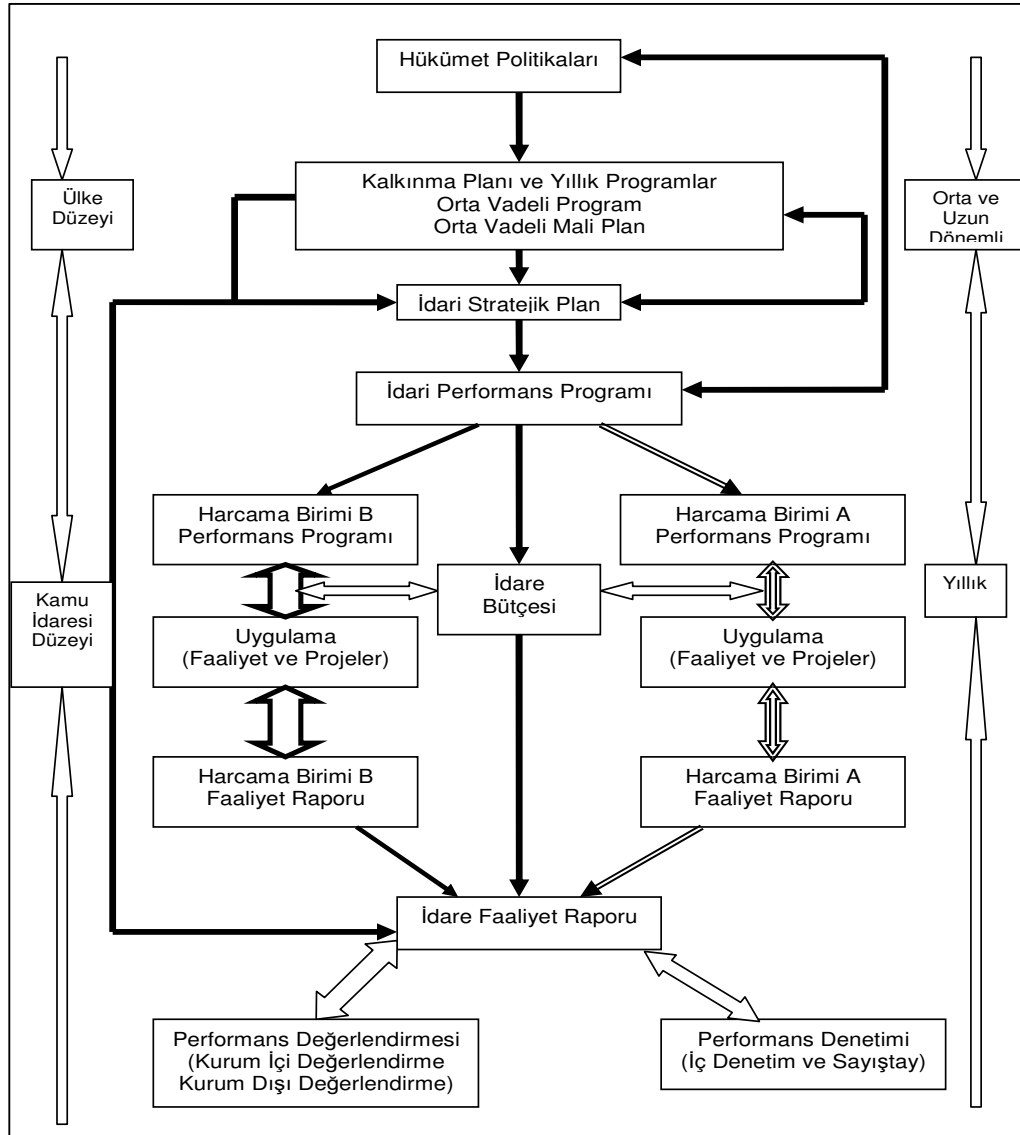 Hükümet Politikaları
Kalkınma Planı ve Yıllık Programlar
Orta Vadeli Program
Orta Vadeli Mali Plan
Ülke
Düzeyi
Orta ve
Uzun
Dönemli
İdari Stratejik Plan
İdari Performans Programı
Harcama Birimi B
Performans Programı
Harcama Birimi A
Performans Programı
İdare
Bütçesi
Kamu
İdaresi
Düzeyi
Yıllık
Uygulama
(Faaliyet ve Projeler)
Uygulama
(Faaliyet ve Projeler)
Harcama Birimi B
Faaliyet Raporu
Harcama Birimi A
Faaliyet Raporu
İdare Faaliyet Raporu
Performans Değerlendirmesi
(Kurum İçi Değerlendirme
Kurum Dışı Değerlendirme)
Performans Denetimi
(İç Denetim ve Sayıştay)